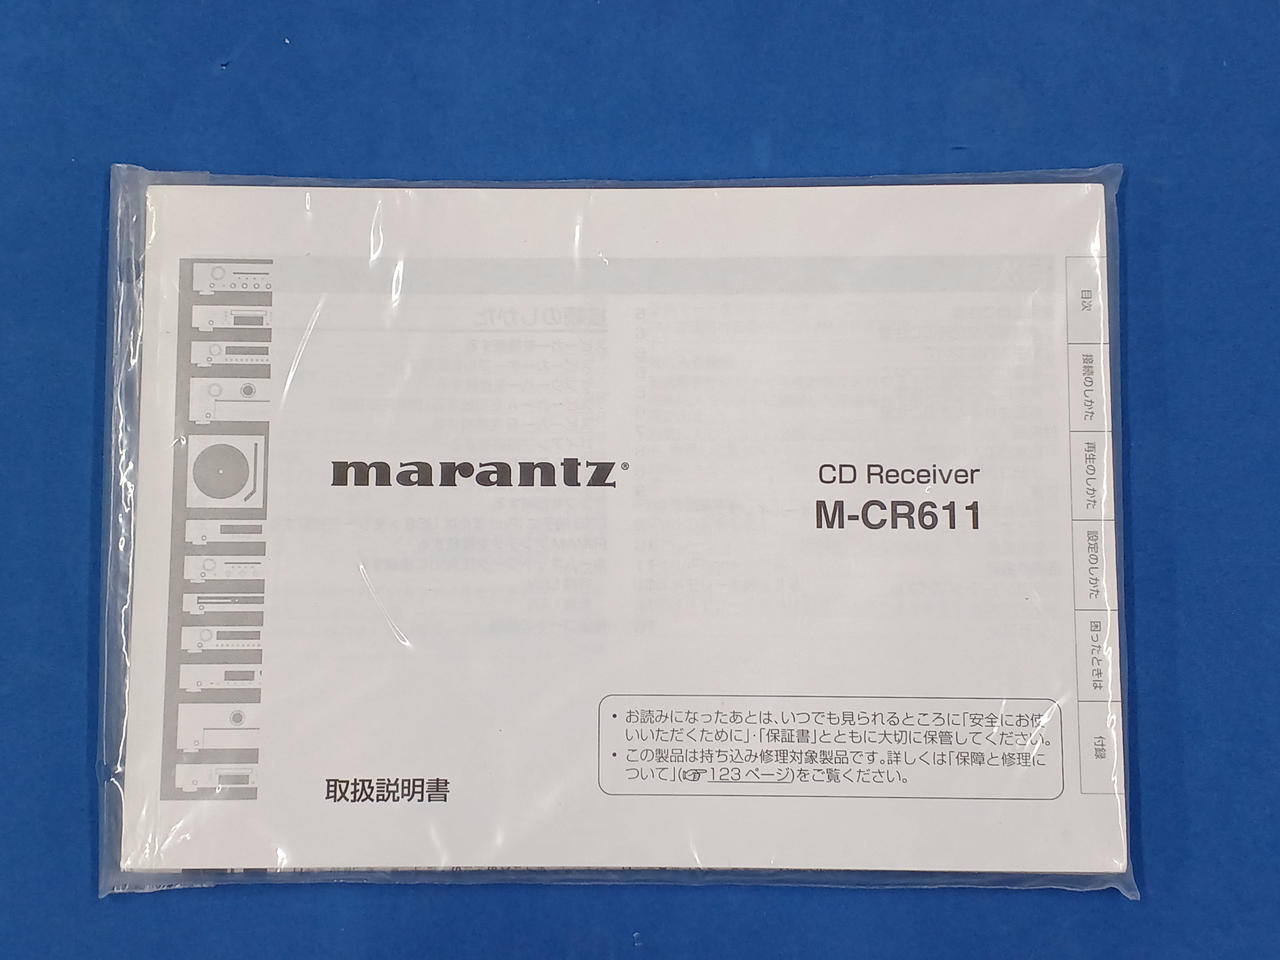 marantz®
CD Receiver
M-CR611
目次
接続のしかた
再生のしかた
設定のしかた
困ったときは
付録
取扱説明書
• お読みになったあとは、いつでも見られるところに「安全にお使
いいただくために」・「保証書」とともに大切に保管してください。
• この製品は持ち込み修理対象製品です。詳しくは「保障と修理に
ついて」(☞123 ページ)をご覧ください。